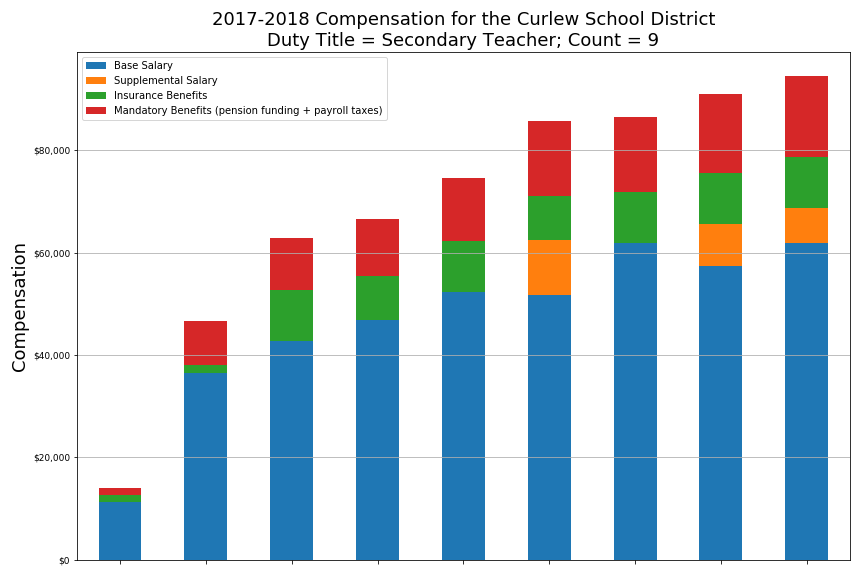 2017-2018 Compensation for the Curlew School District
Duty Title = Secondary Teacher; Count = 9
Base Salary
Supplemental Salary
Insurance Benefits
Mandatory Benefits (pension funding + payroll taxes)
$80,000
$60,000
$40,000
$20,000
$0
Compensation